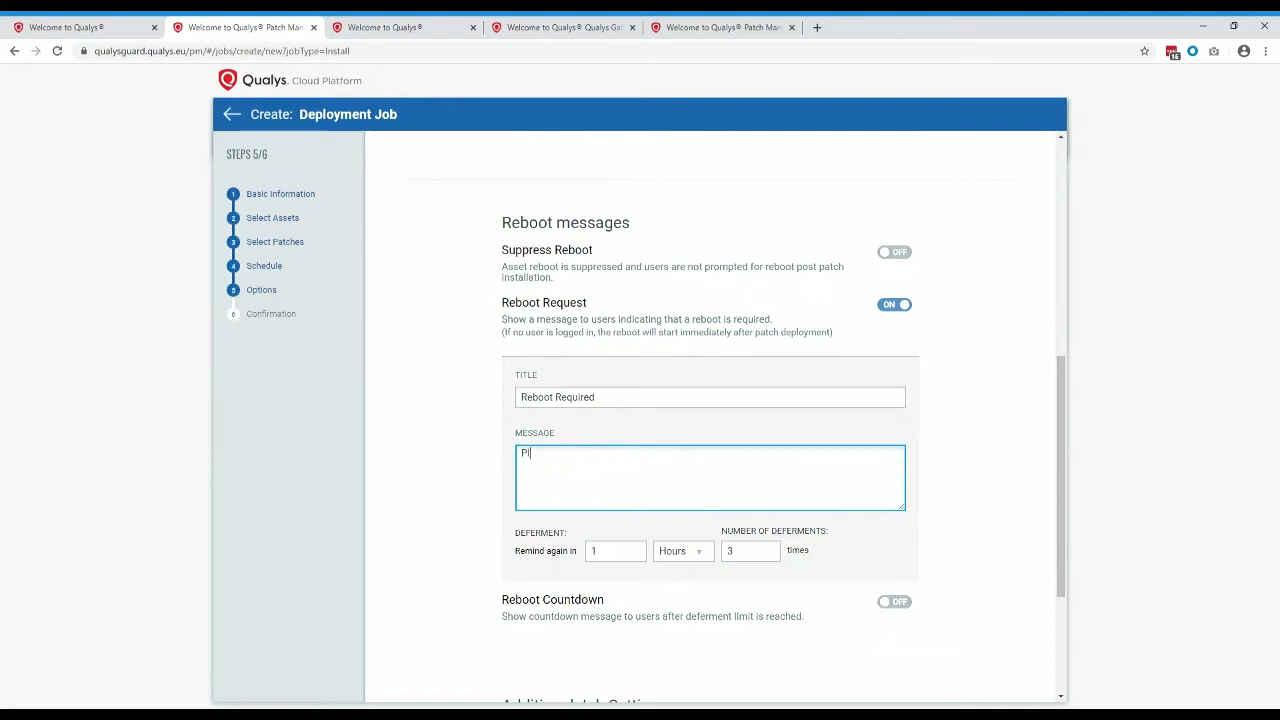 Welcome to Qualys®
Welcome to Qualys® Patch Man
Welcome to Qualys®
Welcome to Qualys® Qualys Gat
Welcome to Qualys® Patch Man
qualysguard.qualys.eu/pm/#/jobs/create/new?jobType=Install
Qualys. Cloud Platform
Create: Deployment Job
STEPS 5/6
1 Basic Information
2 Select Assets
3 Select Patches
4 Schedule
5 Options
6 Confirmation
Reboot messages
Suppress Reboot
OFF
Asset reboot is suppressed and users are not prompted for reboot post patch
installation.
Reboot Request
ON
Show a message to users indicating that a reboot is required.
(If no user is logged in, the reboot will start immediately after patch deployment)
TITLE
Reboot Required
MESSAGE
Pl
DEFERMENT:
NUMBER OF DEFERMENTS:
Remind again in 1 Hours 3 times
Reboot Countdown
OFF
Show countdown message to users after deferment limit is reached.